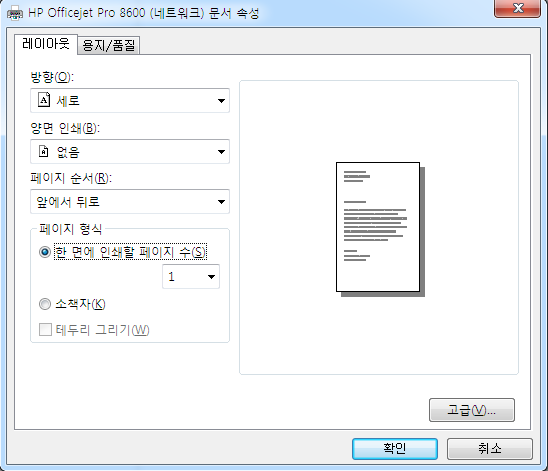 HP Officejet Pro 8600 (네트워크) 문서 속성
레이아웃 용지/품질
방향(O):
세로
양면 인쇄(B):
없음
페이지 순서(R):
앞에서 뒤로
페이지 형식
한 면에 인쇄할 페이지 수(S)
1
소책자(K)
테두리 그리기(W)
고급(V)...
확인 취소